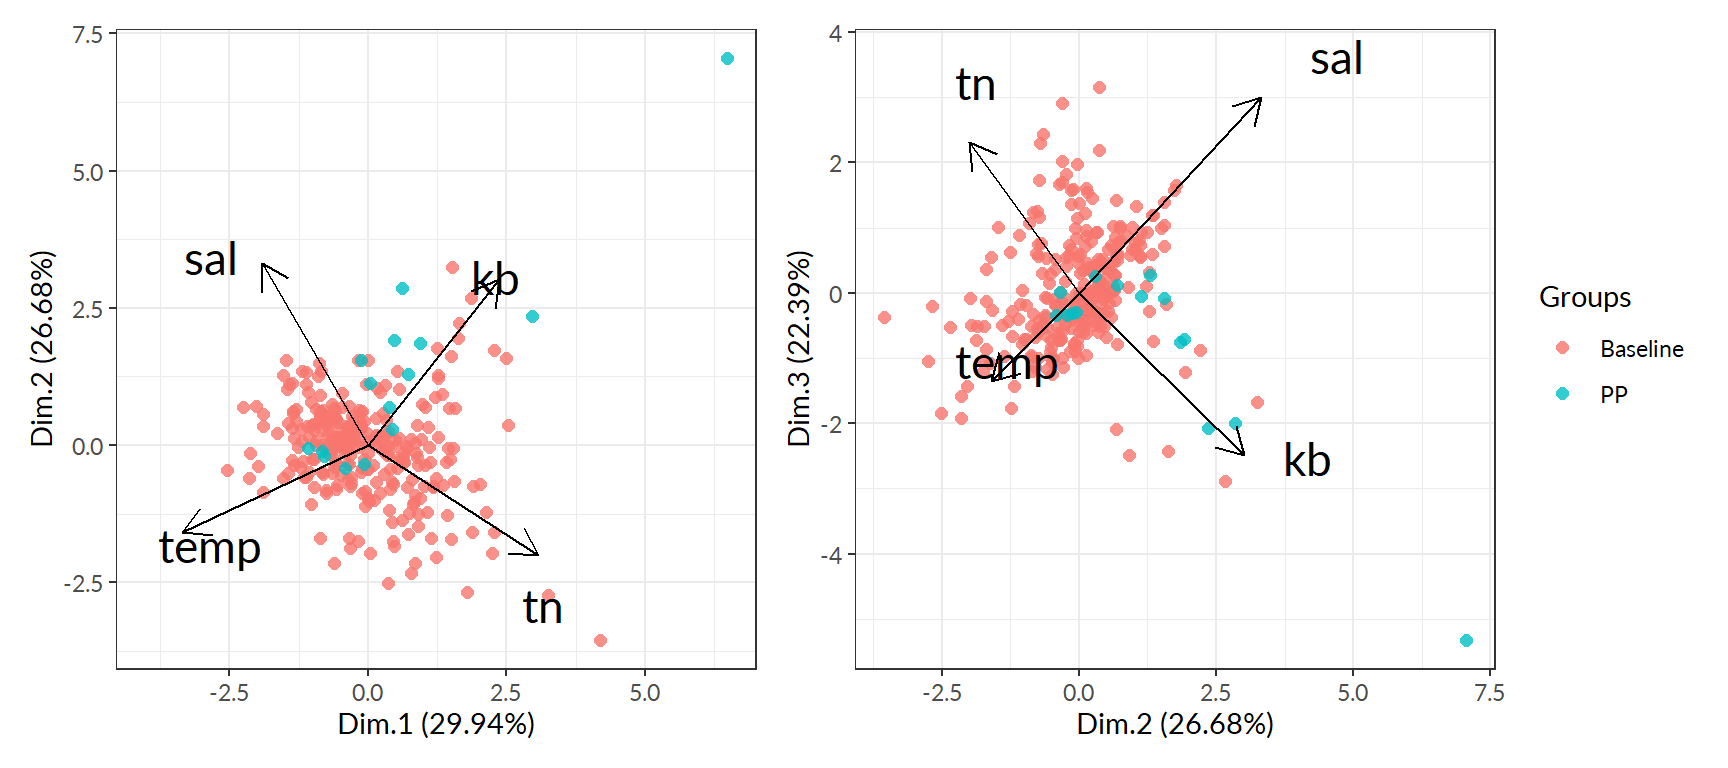 7.5
5.0
2.5
0.0
-2.5
Dim.2 (26.68%)
sal
kb
temp
tn
-2.5
0.0
2.5
5.0
Dim.1 (29.94%)
4
2
0
-2
-4
Dim.3 (22.39%)
tn
sal
temp
kb
-2.5
0.0
2.5
5.0
7.5
Dim.2 (26.68%)
Groups
Baseline
PP